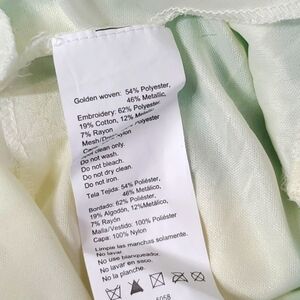 Golden woven: 54% Polyester,
46% Metallic,
Embroidery: 62% Polyester,
19% Cotton, 12% Metallic,
7% Rayon
clean only.
Do not wash.
Do not bleach.
Do not dry clean.
Do not iron.
Tela Tejida: 54% Poliéster,
46% Metálico,
Bordado: 62% Poliéster,
19% Algodón, 12%Metálico,
7% Rayón
Malla/Vestido: 100% Poliéster
Capa: 100% Nylon
Limpie las manchas solamente.
No lavar.
No use blanqueador.
No lavar en seco.
No la planche.